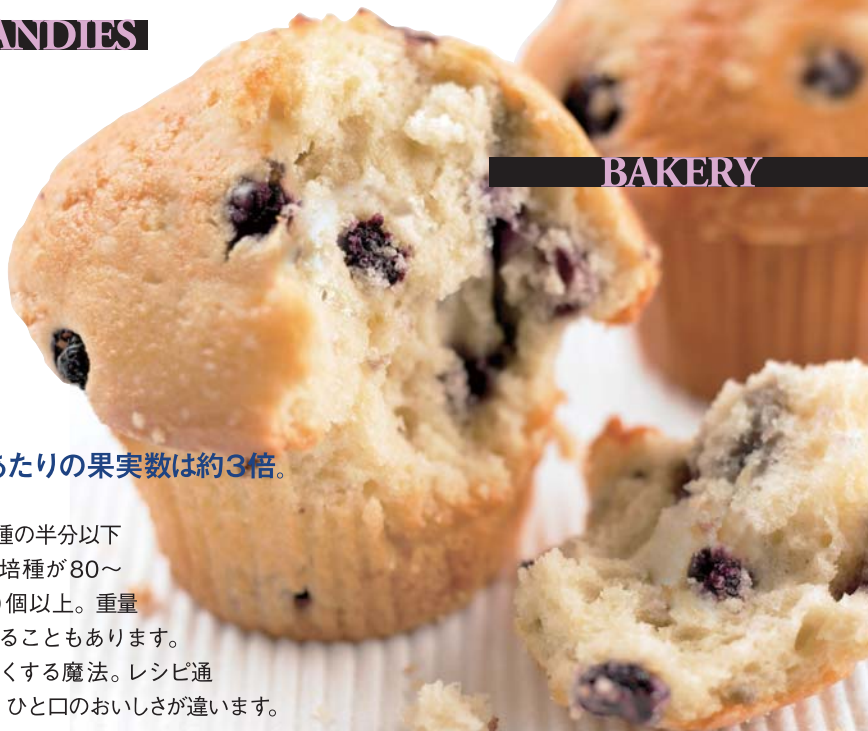 ANDIES
BAKERY
あたりの果実数は約3倍。
種の半分以下
培種が80〜
個以上。重量
ることもあります。
くする魔法。レシピ通
ひと口のおいしさが違います。